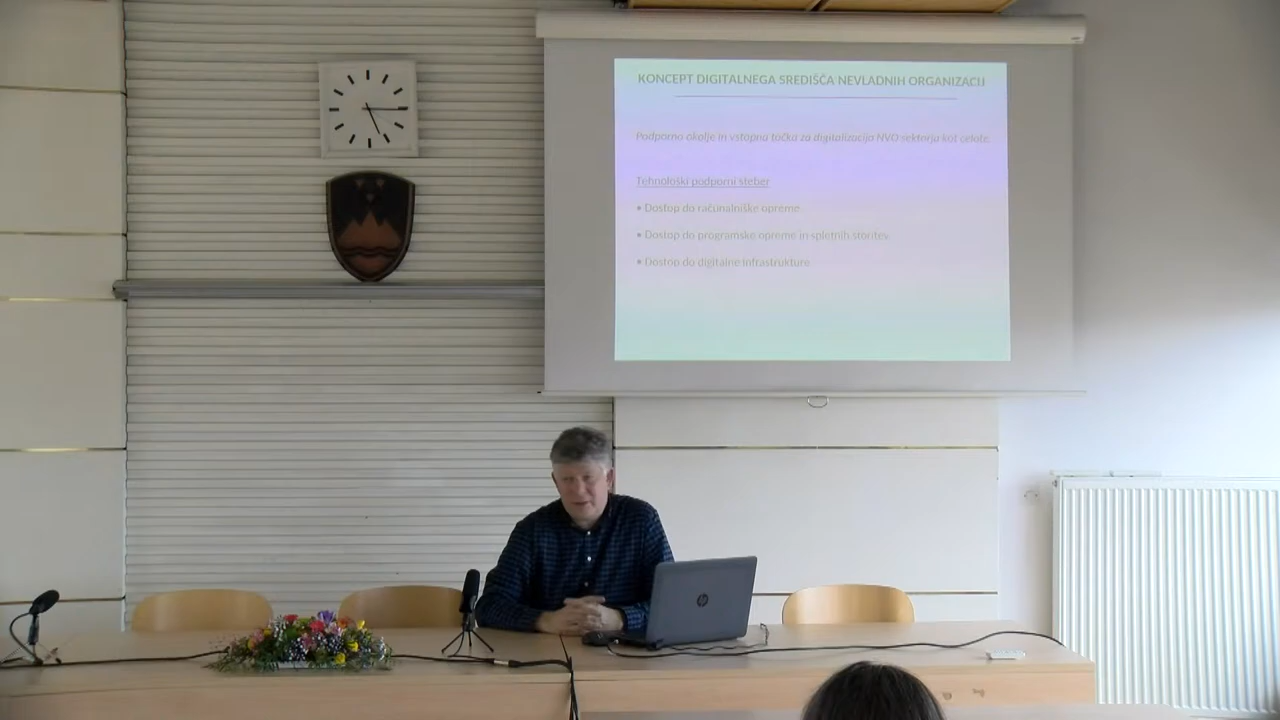 KONCEPT DIGITALNEGA SREDIŠČA NEVLADNIH ORGANIZACIJ
Podporno okolje in vstopna točka za digitalizacijo NVO sektorja kot celote.
Tehnološki podporni steber
• Dostop do računalniške opreme
• Dostop do programske opreme in spletnih storitev
• Dostop do digitalne infrastrukture
hp